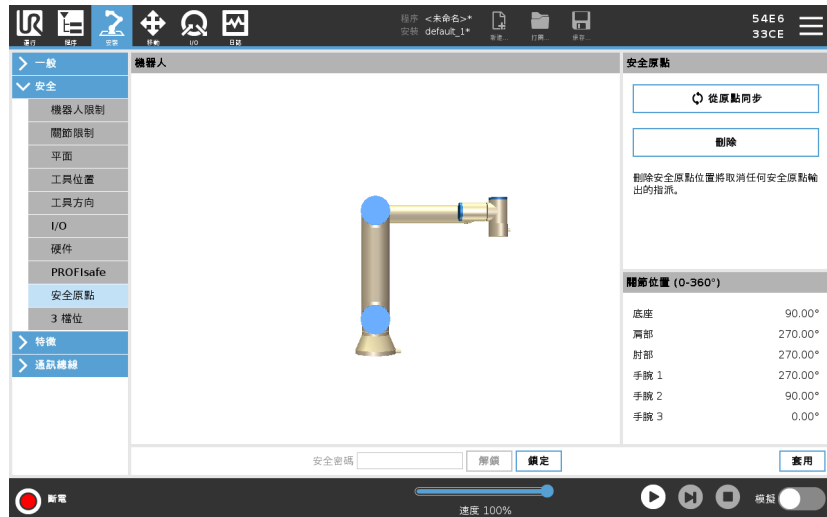 程序 <未命名>*
安裝 default_1*
54E6
33CE
運行
程序
安裝
移動
I/O
日誌
新建...
打開...
保存...
一般
安全
機器人限制
關節限制
平面
工具位置
工具方向
I/O
硬件
PROFIsafe
安全原點
3 檔位
特徵
通訊總線
機器人
安全原點
從原點同步
刪除
刪除安全原點位置將取消任何安全原點輸
出的指派。
關節位置 (0-360°)
底座 90.00°
肩部 270.00°
肘部 270.00°
手腕 1 270.00°
手腕 2 90.00°
手腕 3 0.00°
安全密碼
解鎖
鎖定
套用
斷電
速度 100%
模擬